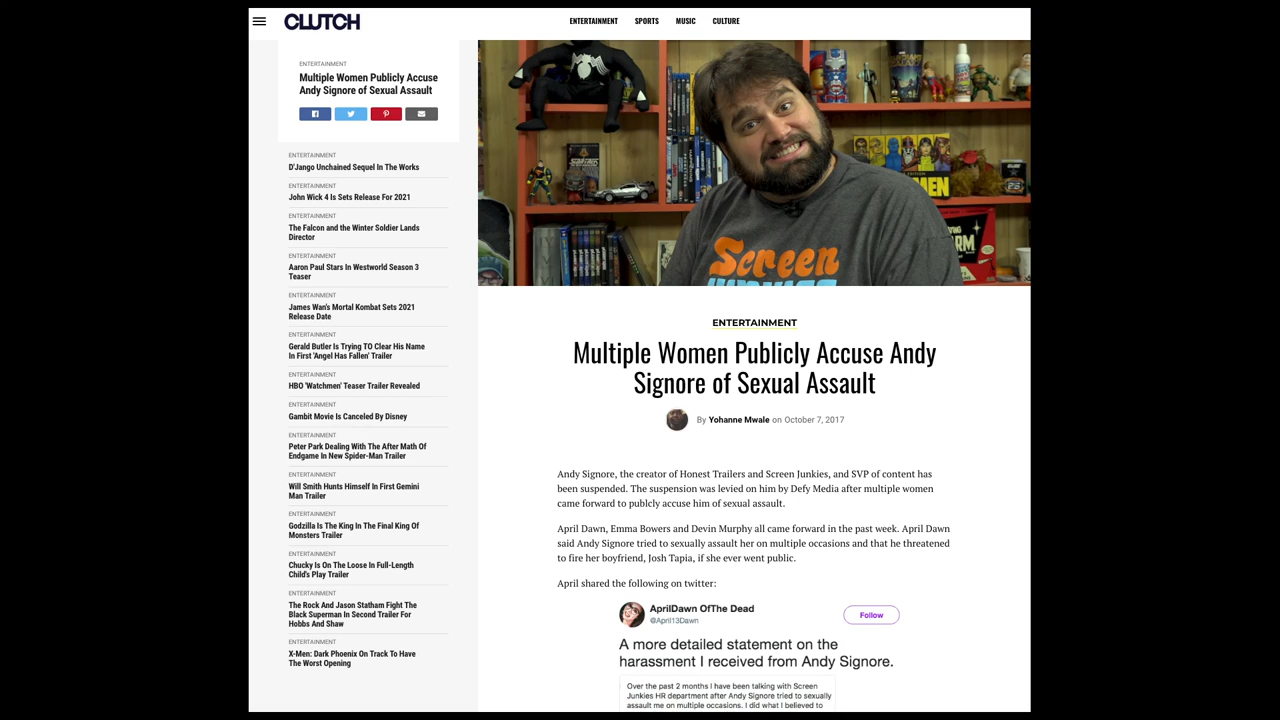 CLUTCH
ENTERTAINMENT
SPORTS
MUSIC
CULTURE
ENTERTAINMENT
Multiple Women Publicly Accuse
Andy Signore of Sexual Assault
ENTERTAINMENT
D'Jango Unchained Sequel In The Works
ENTERTAINMENT
John Wick 4 Is Sets Release For 2021
ENTERTAINMENT
The Falcon and the Winter Soldier Lands
Director
ENTERTAINMENT
Aaron Paul Stars In Westworld Season 3
Teaser
ENTERTAINMENT
James Wan's Mortal Kombat Sets 2021
Release Date
ENTERTAINMENT
Gerald Butler Is Trying TO Clear His Name
In First 'Angel Has Fallen' Trailer
ENTERTAINMENT
HBO 'Watchmen' Teaser Trailer Revealed
ENTERTAINMENT
Gambit Movie Is Canceled By Disney
ENTERTAINMENT
Peter Park Dealing With The After Math Of
Endgame In New Spider-Man Trailer
ENTERTAINMENT
Will Smith Hunts Himself In First Gemini
Man Trailer
ENTERTAINMENT
Godzilla Is The King In The Final King Of
Monsters Trailer
ENTERTAINMENT
Chucky Is On The Loose In Full-Length
Child's Play Trailer
ENTERTAINMENT
The Rock And Jason Statham Fight The
Black Superman In Second Trailer For
Hobbs And Shaw
ENTERTAINMENT
X-Men: Dark Phoenix On Track To Have
The Worst Opening
Screen
ENTERTAINMENT
Multiple Women Publicly Accuse Andy
Signore of Sexual Assault
By Yohanne Mwale on October 7, 2017
Andy Signore, the creator of Honest Trailers and Screen Junkies, and SVP of content has
been suspended. The suspension was levied on him by Defy Media after multiple women
came forward to publcly accuse him of sexual assault.
April Dawn, Emma Bowers and Devin Murphy all came forward in the past week. April Dawn
said Andy Signore tried to sexually assault her on multiple occasions and that he threatened
to fire her boyfriend, Josh Tapia, if she ever went public.
April shared the following on twitter:
AprilDawn OfThe Dead
@April13Dawn
Follow
A more detailed statement on the
harassment I received from Andy Signore.
Over the past 2 months I have been talking with Screen
Junkies HR department after Andy Signore tried to sexually
assault me on multiple occasions. I did what I believed to